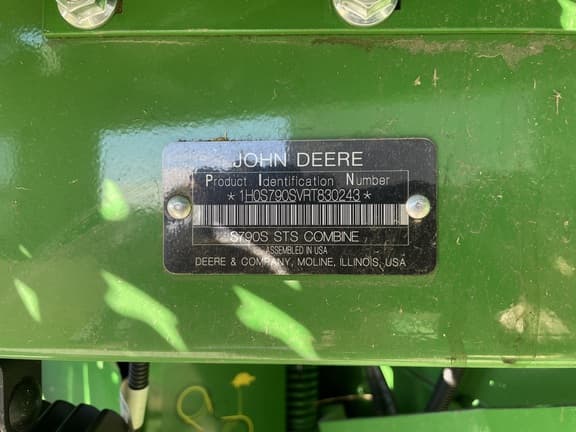 JOHN DEERE
Product Identification Number
*1H0S790SVRT830243*
S790S STS COMBINE
ASSEMBLED IN USA
DEERE & COMPANY, MOLINE, ILLINOIS, USA